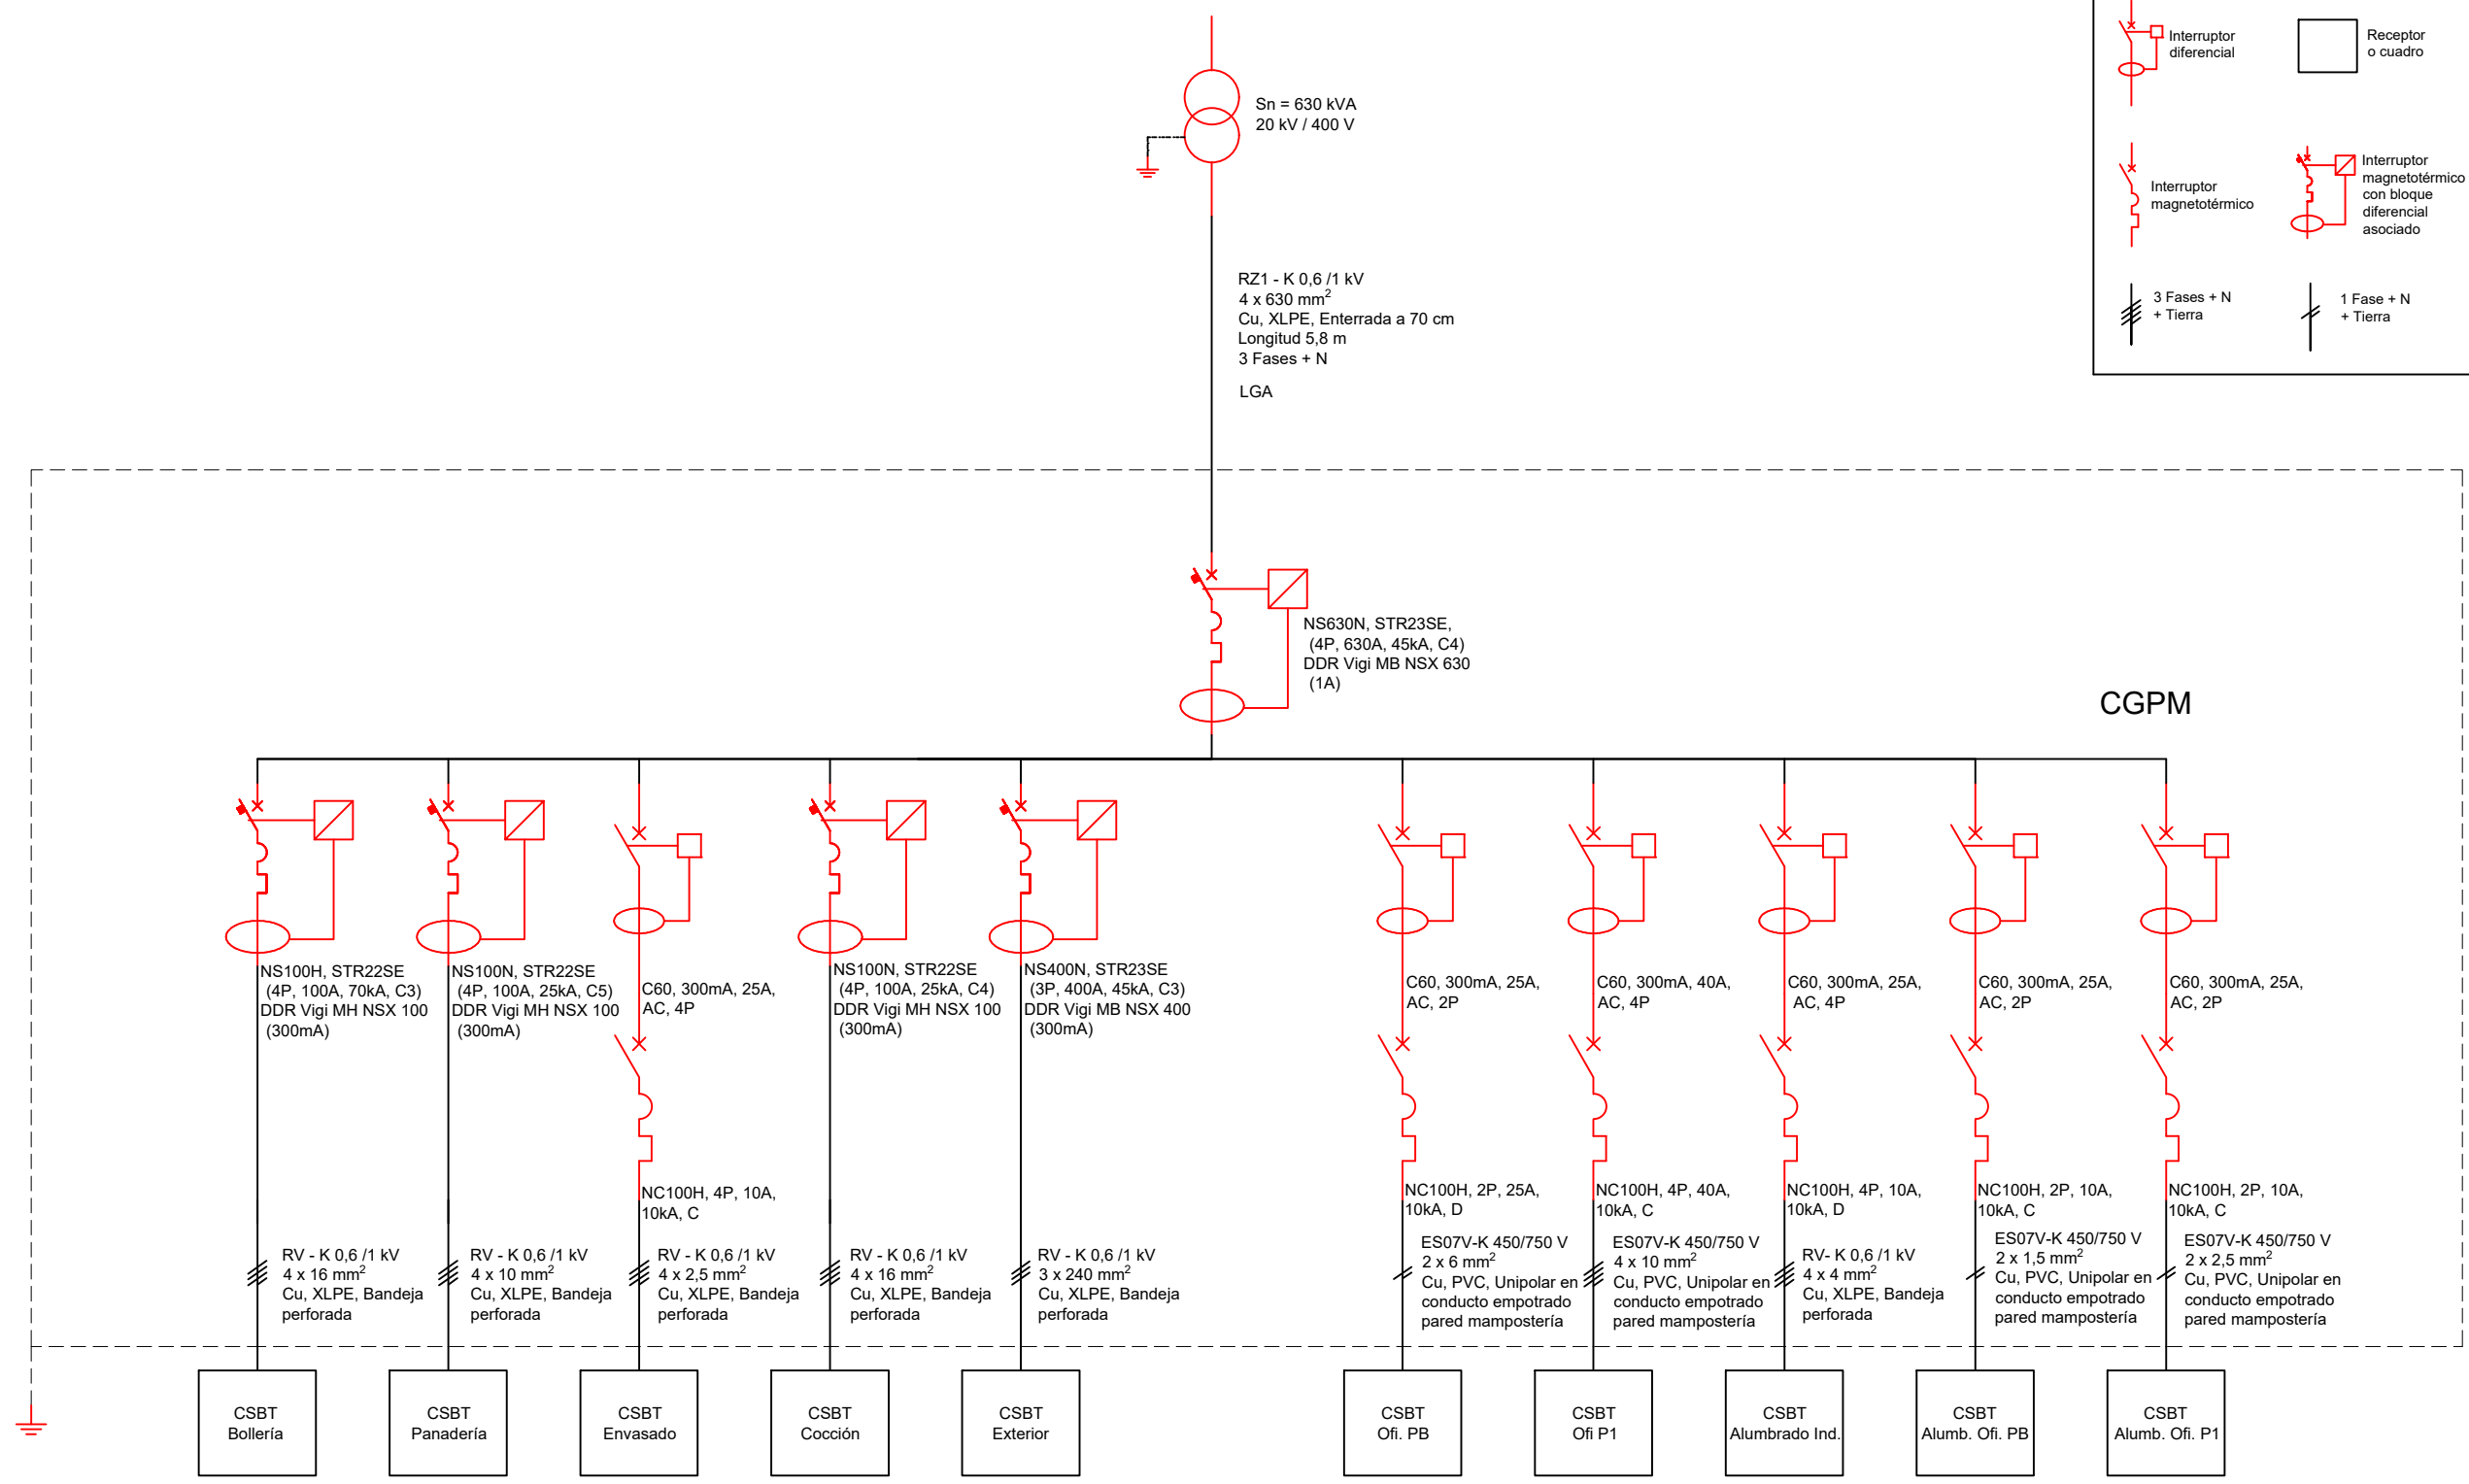 Interruptor
diferencial
Receptor
o cuadro
Interruptor
magnetotérmico
Interruptor
magnetotérmico
con bloque
diferencial
asociado
3 Fases + N
+ Tierra
1 Fase + N
+ Tierra
Sn = 630 kVA
20 kV / 400 V
RZ1 - K 0,6 /1 kV
4 x 630 mm²
Cu, XLPE, Enterrada a 70 cm
Longitud 5,8 m
3 Fases + N
LGA
NS630N, STR23SE,
(4P, 630A, 45kA, C4)
DDR Vigi MB NSX 630
(1A)
CGPM
NS100H, STR22SE
(4P, 100A, 70kA, C3)
DDR Vigi MH NSX 100
(300mA)
NS100N, STR22SE
(4P, 100A, 25kA, C5)
DDR Vigi MH NSX 100
(300mA)
C60, 300mA, 25A,
AC, 4P
NS100N, STR22SE
(4P, 100A, 25kA, C4)
DDR Vigi MH NSX 100
(300mA)
NS400N, STR23SE
(3P, 400A, 45kA, C3)
DDR Vigi MB NSX 400
(300mA)
C60, 300mA, 25A,
AC, 2P
C60, 300mA, 40A,
AC, 4P
C60, 300mA, 25A,
AC, 4P
C60, 300mA, 25A,
AC, 2P
C60, 300mA, 25A,
AC, 2P
NC100H, 4P, 10A,
10kA, C
NC100H, 2P, 25A,
10kA, D
NC100H, 4P, 40A,
10kA, C
NC100H, 4P, 10A,
10kA, D
NC100H, 2P, 10A,
10kA, C
NC100H, 2P, 10A,
10kA, C
RV - K 0,6 /1 kV
4 x 16 mm²
Cu, XLPE, Bandeja
perforada
RV - K 0,6 /1 kV
4 x 10 mm²
Cu, XLPE, Bandeja
perforada
RV - K 0,6 /1 kV
4 x 2,5 mm²
Cu, XLPE, Bandeja
perforada
RV - K 0,6 /1 kV
4 x 16 mm²
Cu, XLPE, Bandeja
perforada
RV - K 0,6 /1 kV
3 x 240 mm²
Cu, XLPE, Bandeja
perforada
ES07V-K 450/750 V
2 x 6 mm²
Cu, PVC, Unipolar en
conducto empotrado
pared mampostería
ES07V-K 450/750 V
4 x 10 mm²
Cu, PVC, Unipolar en
conducto empotrado
pared mampostería
RV- K 0,6 /1 kV
4 x 4 mm²
Cu, XLPE, Bandeja
perforada
ES07V-K 450/750 V
2 x 1,5 mm²
Cu, PVC, Unipolar en
conducto empotrado
pared mampostería
ES07V-K 450/750 V
2 x 2,5 mm²
Cu, PVC, Unipolar en
conducto empotrado
pared mampostería
CSBT
Bollería
CSBT
Panadería
CSBT
Envasado
CSBT
Cocción
CSBT
Exterior
CSBT
Ofi. PB
CSBT
Ofi P1
CSBT
Alumbrado Ind.
CSBT
Alumb. Ofi. PB
CSBT
Alumb. Ofi. P1